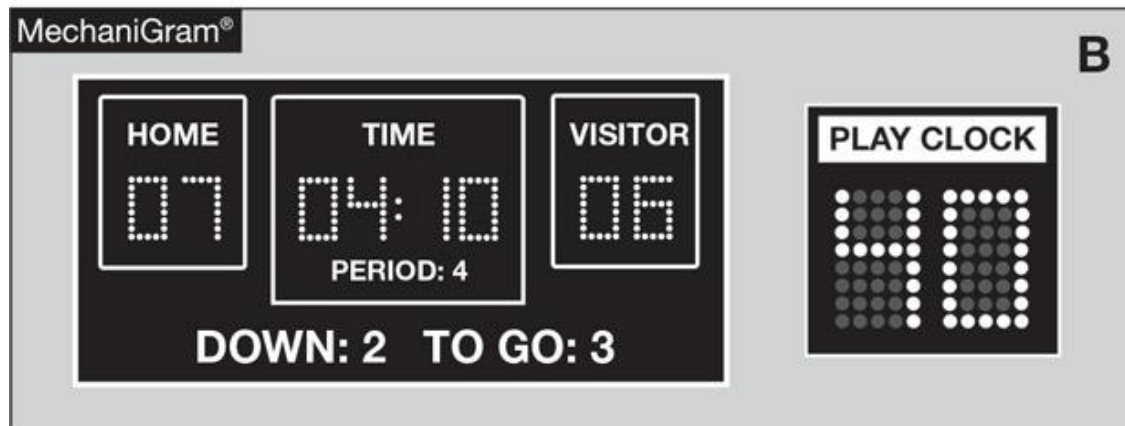 MechaniGram®
B
HOME TIME VISITOR
07 04:10 06
PERIOD: 4
DOWN: 2 TO GO: 3
PLAY CLOCK
40